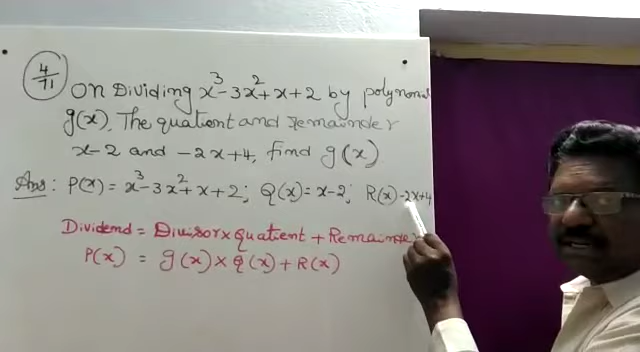 4/71
On Dividing x³-3x²+x+2 by polynomi
g(x). The quatient and Remainder
x-2 and -2x+4, find g(x)
Ans: P(x) = x³-3x²+x+2; Q(x)=x-2; R(x)-2x+4
Dividend = Divisor×Quatient + Remainder
P(x) = g(x)×Q(x)+R(x)